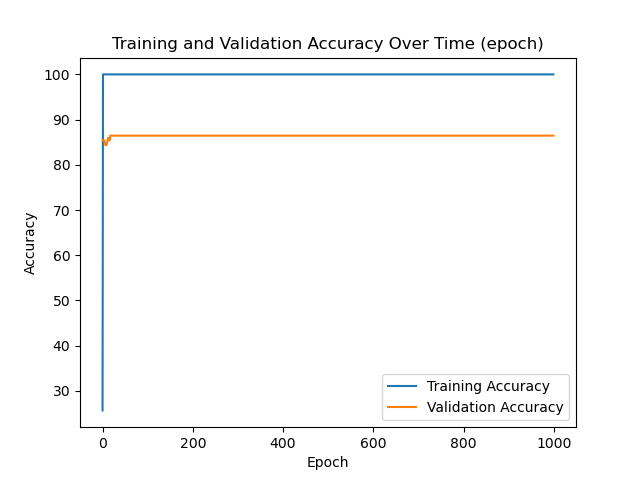 Training and Validation Accuracy Over Time (epoch)
100
90
80
70
60
50
40
30
Accuracy
0
200
400
600
800
1000
Epoch
Training Accuracy
Validation Accuracy